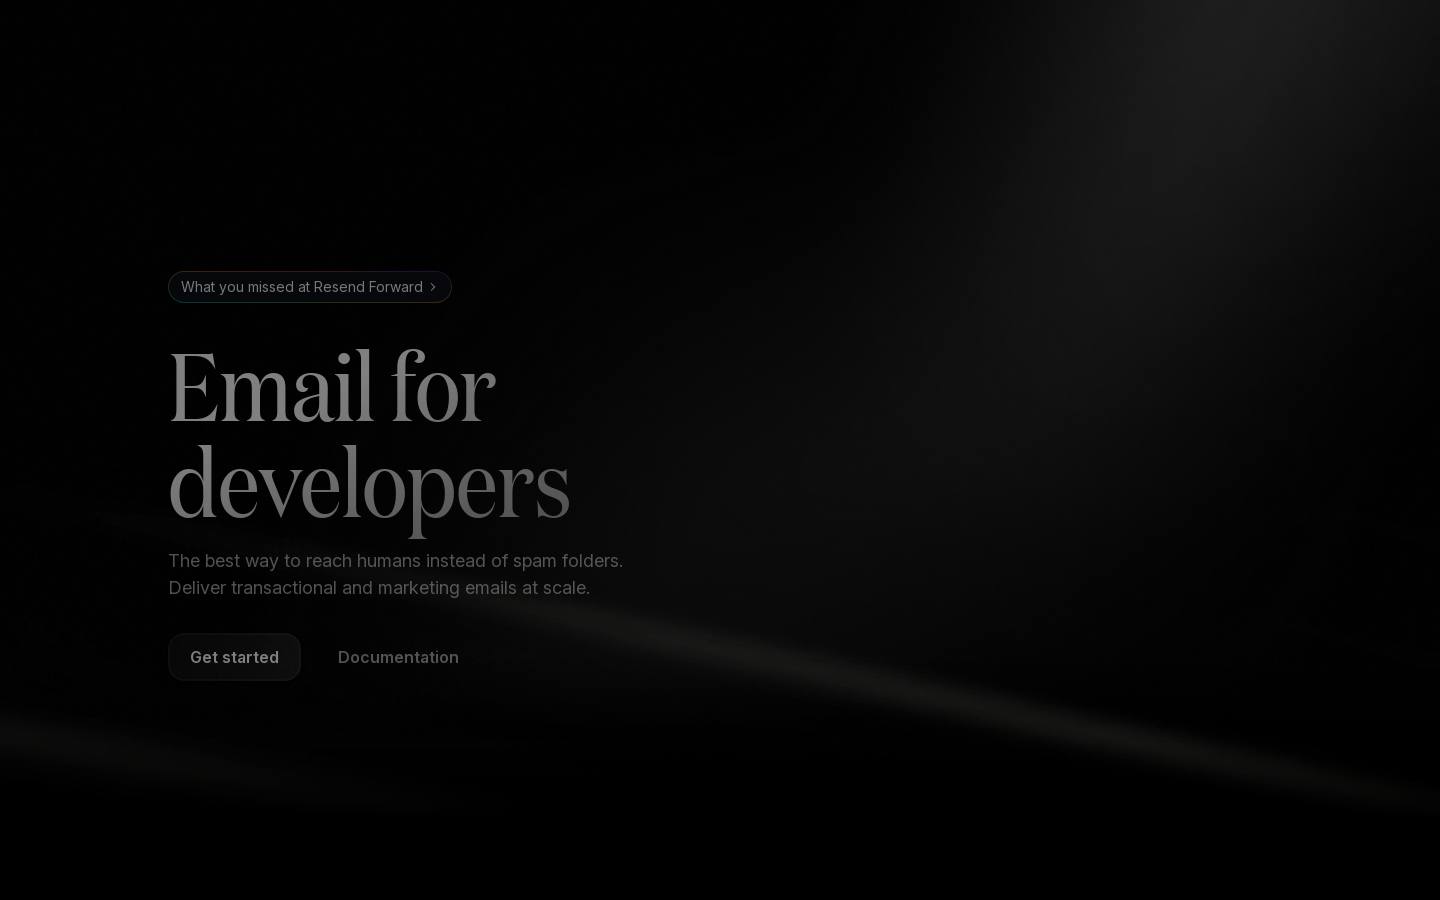 What you missed at Resend Forward
Email for
developers
The best way to reach humans instead of spam folders.
Deliver transactional and marketing emails at scale.
Get started
Documentation